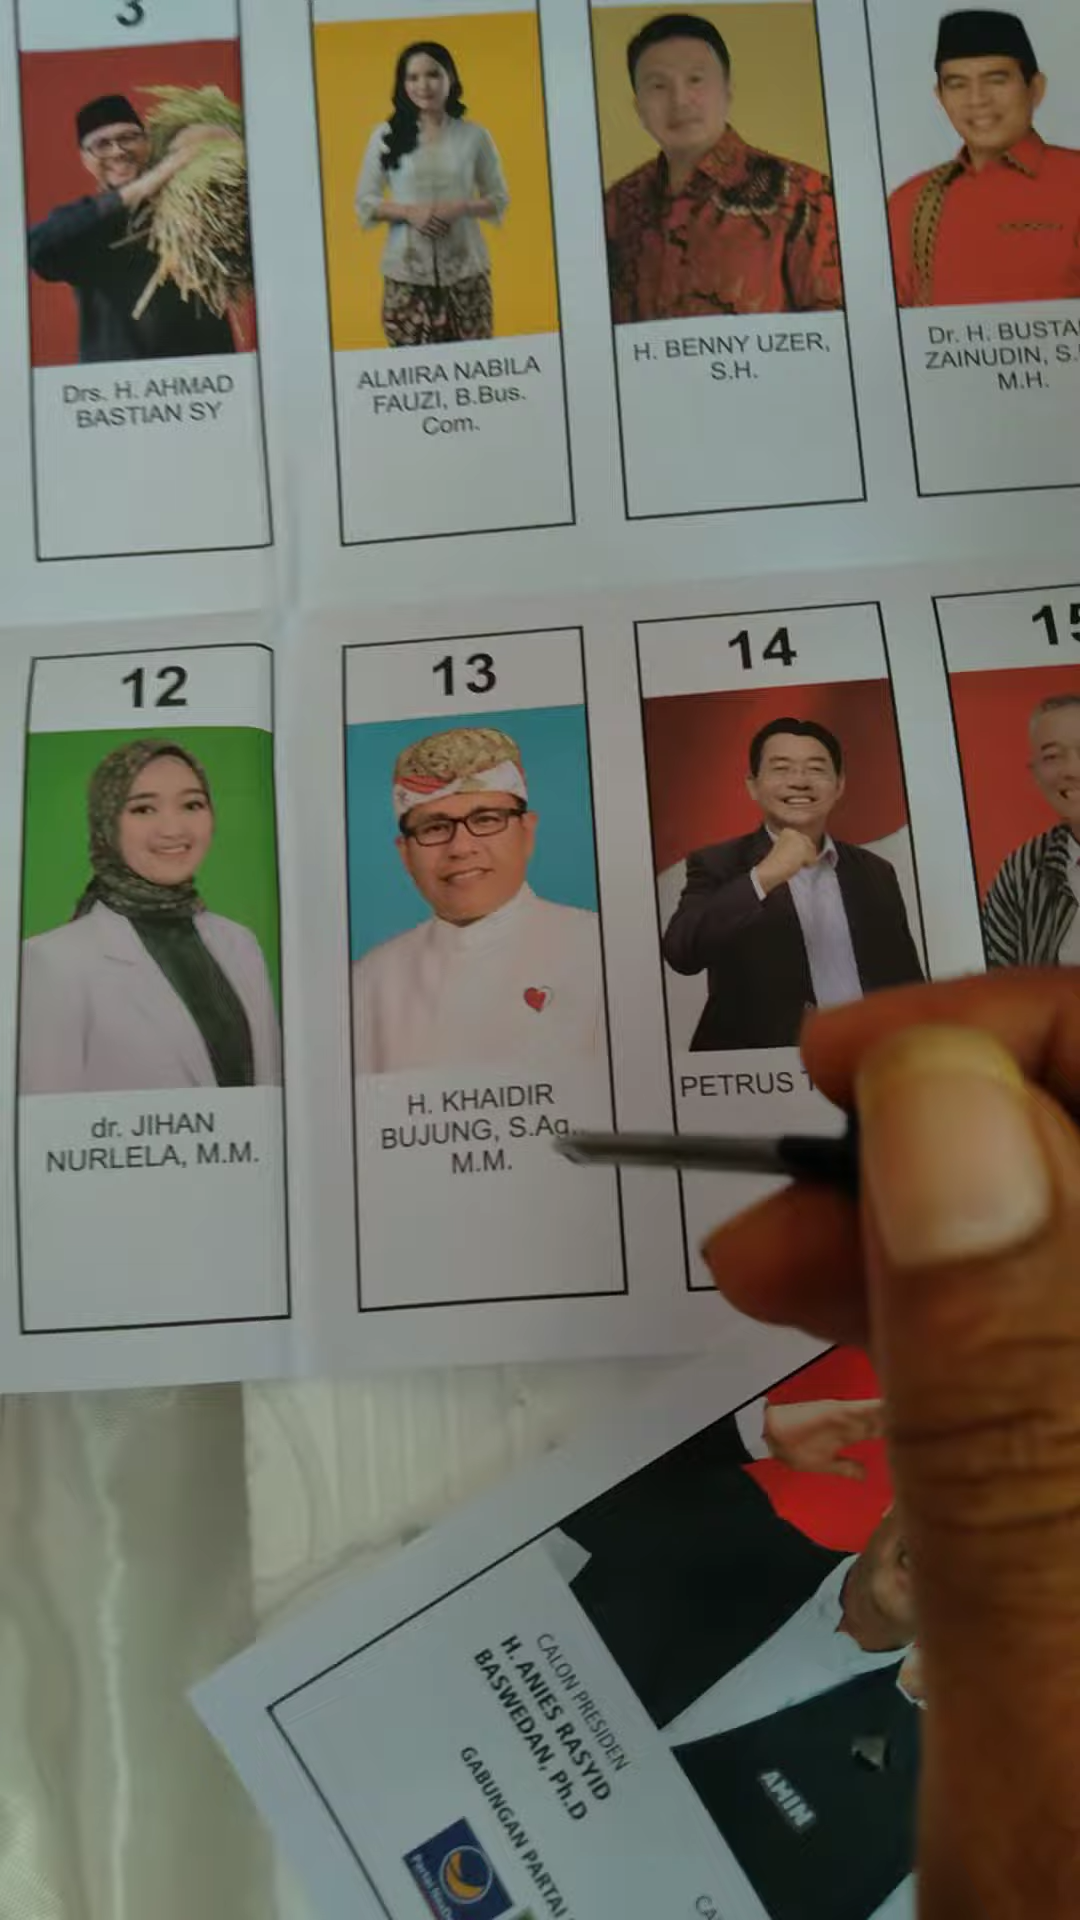 3
Drs. H. AHMAD
BASTIAN SY
ALMIRA NABILA
FAUZI, B.Bus.
Com.
H. BENNY UZER,
S.H.
Dr. H.
ZAINUDIN,
M.H.
12
dr. JIHAN
NURLELA, M.M.
13
H. KHAIDIR
BUJUNG, S.Ag.,
M.M.
14
PETRUS
15
CALON PRESIDEN
H. ANIES RASYID
BASWEDAN, Ph.D
GABUNGAN PARTAI
Partai
AMIN